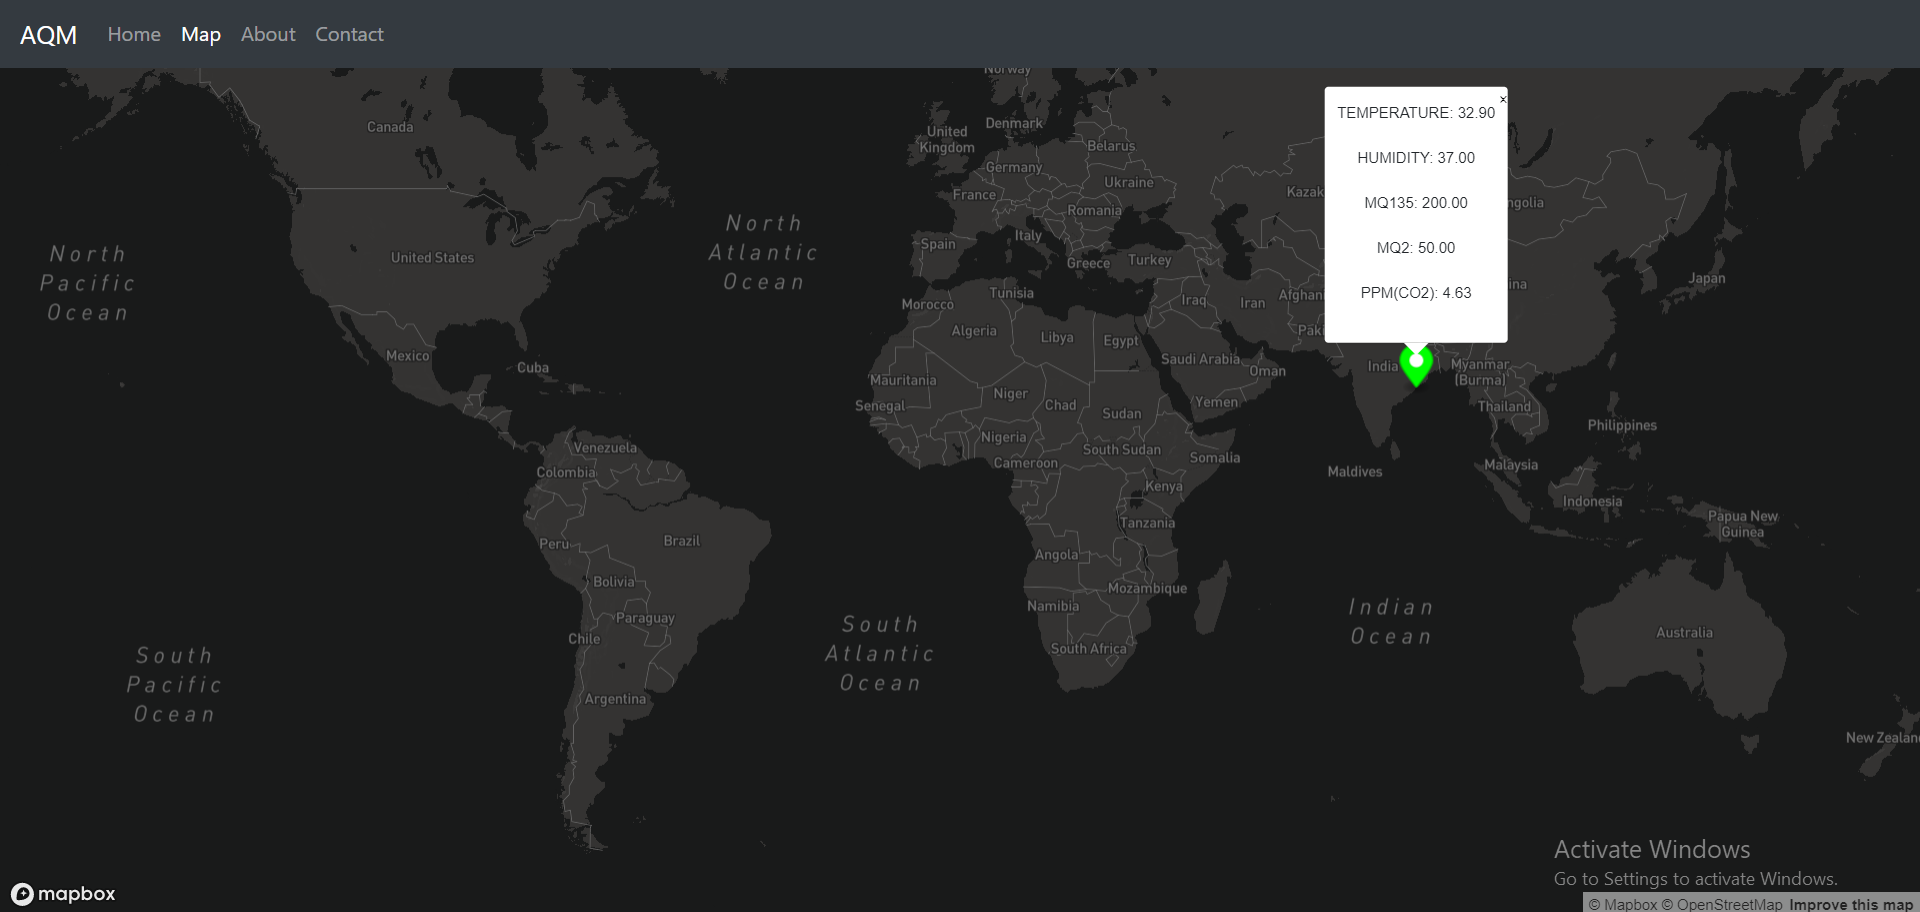 AQM Home Map About Contact
Norway
Canada
United
Kingdom
Denmark
Belarus
Germany
Ukraine
France
Romania
Kazak
ngolia
North
Pacific
Ocean
United States
North
Atlantic
Ocean
Spain
Italy
Greece
Turkey
Morocco
Tunisia
Iraq
Iran
Afghan
Paki
ina
Japan
TEMPERATURE: 32.90
×
HUMIDITY: 37.00
MQ135: 200.00
MQ2: 50.00
PPM(CO2): 4.63
Algeria
Libya
Egypt
Mexico
Cuba
Saudi Arabia
Oman
India
Myanmar
(Burma)
Mauritania
Niger
Chad
Sudan
Yemen
Thailand
Senegal
Nigeria
Philippines
Venezuela
Colombia
Cameroon
South Sudan
Somalia
Maldives
Malaysia
Kenya
Indonesia
Tanzania
Papua New
Guinea
Peru
Brazil
Angola
Bolivia
Mozambique
Namibia
Paraguay
Chile
South
Atlantic
Ocean
South Africa
Indian
Ocean
Australia
South
Pacific
Ocean
Argentina
New Zealan
Activate Windows
Go to Settings to activate Windows.
mapbox
© Mapbox © OpenStreetMap Improve this map